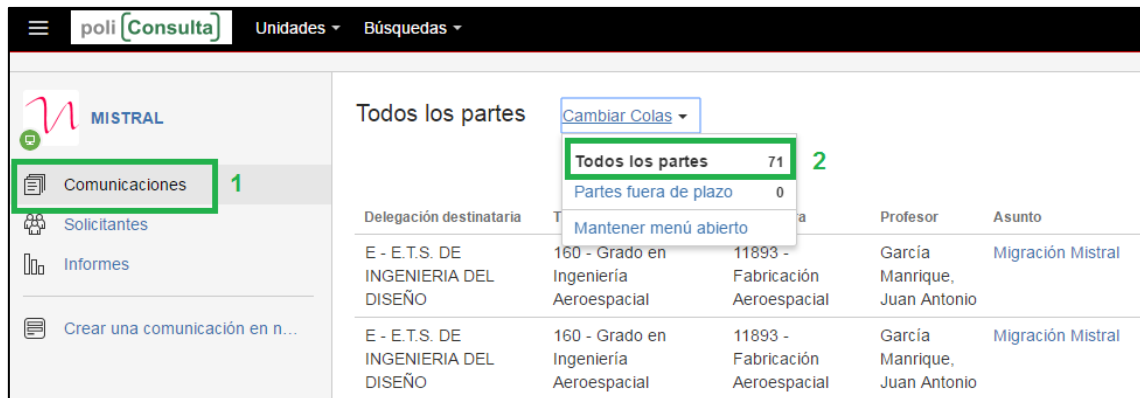 poli [Consulta] Unidades Búsquedas
MISTRAL
Comunicaciones 1
Solicitantes
Informes
Crear una comunicación en n...
Todos los partes Cambiar Colas
Todos los partes 71 2
Partes fuera de plazo 0
Mantener menú abierto
Delegación destinataria Profesor Asunto
E - E.T.S. DE 160 - Grado en 11893 - García Migración Mistral
INGENIERIA DEL Ingeniería Fabricación Manrique,
DISEÑO Aeroespacial Aeroespacial Juan Antonio
E - E.T.S. DE 160 - Grado en 11893 - García Migración Mistral
INGENIERIA DEL Ingeniería Fabricación Manrique,
DISEÑO Aeroespacial Aeroespacial Juan Antonio